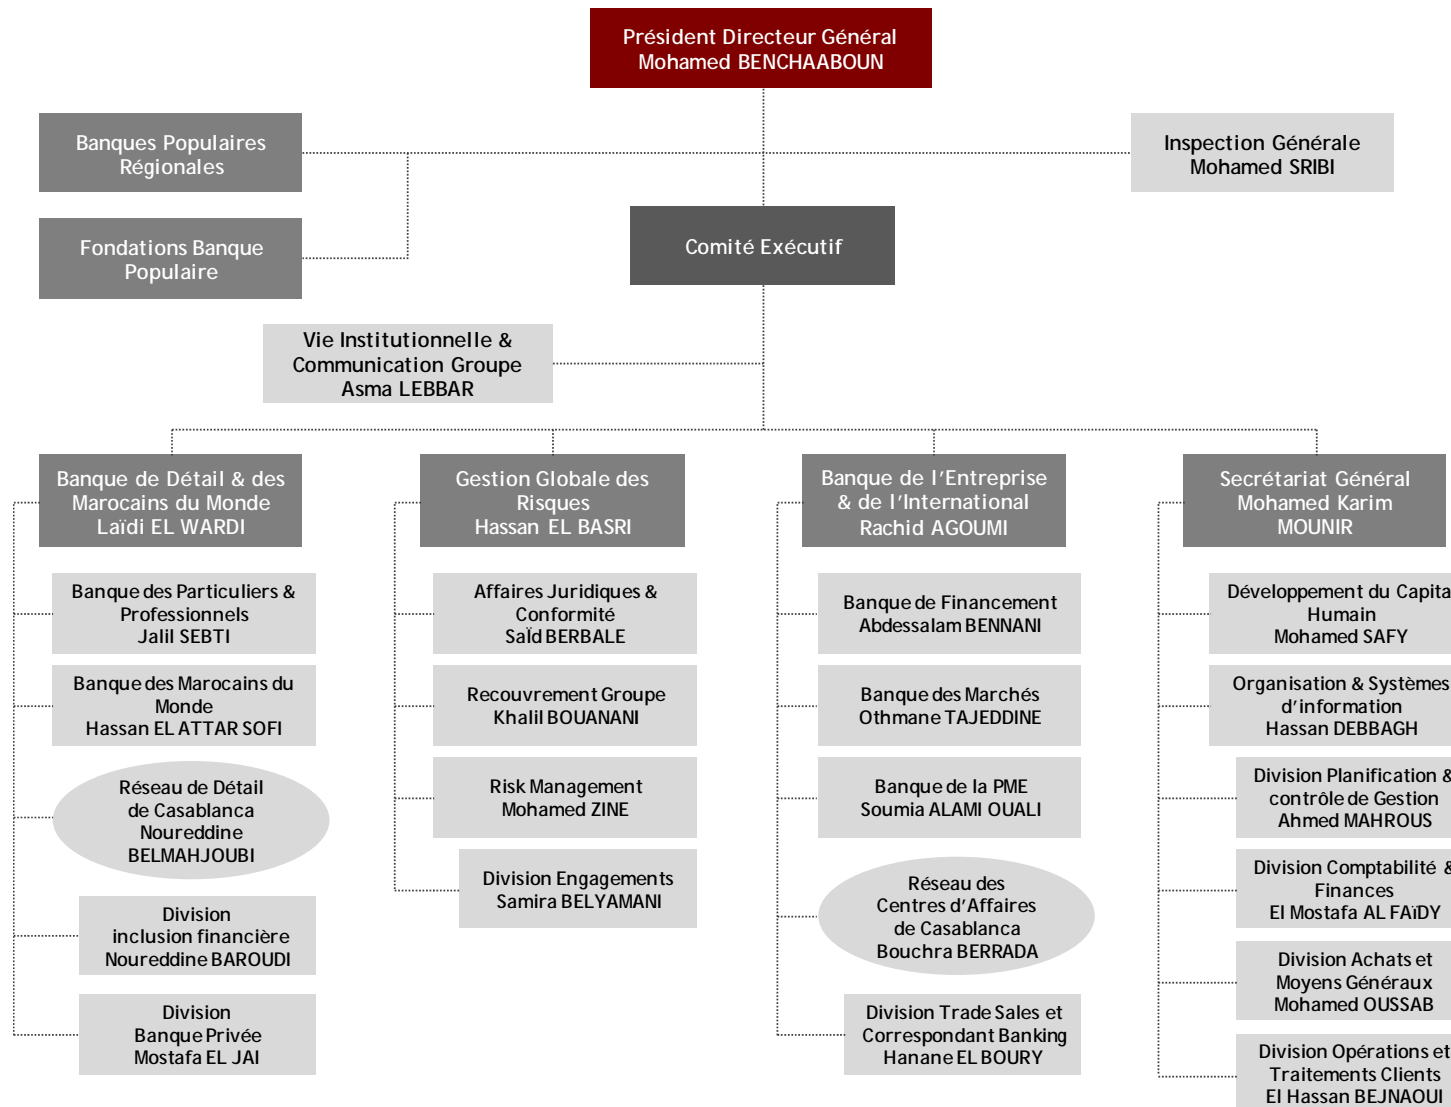 Président Directeur Général
Mohamed BENCHAABOUN
Banques Populaires
Régionales
Inspection Générale
Mohamed SRIBI
Fondations Banque
Populaire
Comité Exécutif
Vie Institutionnelle &
Communication Groupe
Asma LEBBAR
Banque de Détail & des
Marocains du Monde
Laïdi EL WARDI
Gestion Globale des
Risques
Hassan EL BASRI
Banque de l'Entreprise
& de l'International
Rachid AGOUMI
Secrétariat Général
Mohamed Karim
MOUNIR
Banque des Particuliers &
Professionnels
Jalil SEBTI
Banque des Marocains du
Monde
Hassan EL ATTAR SOFI
Réseau de Détail
de Casablanca
Noureddine
BELMAHJOUBI
Division
inclusion financière
Noureddine BAROUDI
Division
Banque Privée
Mostafa EL JAI
Affaires Juridiques &
Conformité
SaÏd BERBALE
Recouvrement Groupe
Khalil BOUANANI
Risk Management
Mohamed ZINE
Division Engagements
Samira BELYAMANI
Banque de Financement
Abdessalam BENNANI
Banque des Marchés
Othmane TAJEDDINE
Banque de la PME
Soumia ALAMI OUALI
Réseau des
Centres d'Affaires
de Casablanca
Bouchra BERRADA
Division Trade Sales et
Correspondant Banking
Hanane EL BOURY
Développement du Capita
Humain
Mohamed SAFY
Organisation & Systèmes
d'information
Hassan DEBBAGH
Division Planification &
contrôle de Gestion
Ahmed MAHROUS
Division Comptabilité &
Finances
El Mostafa AL FAïDY
Division Achats et
Moyens Généraux
Mohamed OUSSAB
Division Opérations et
Traitements Clients
El Hassan BEJNAOUI